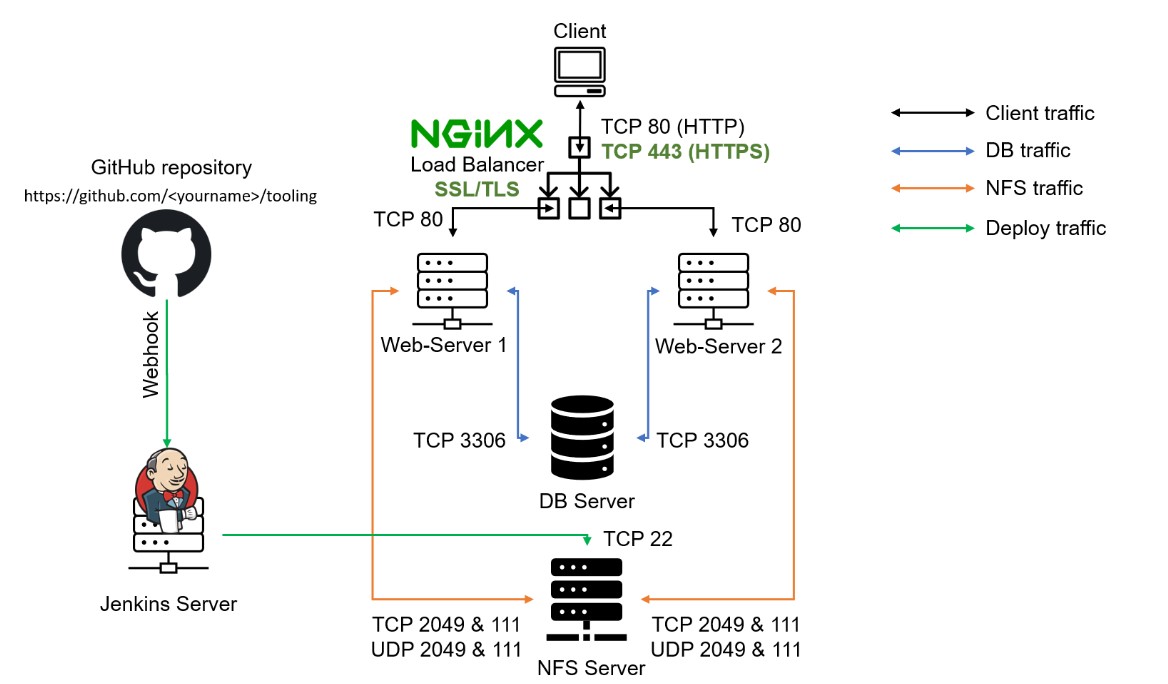 Client
NGINX
Load Balancer
SSL/TLS
TCP 80 (HTTP)
TCP 443 (HTTPS)
Client traffic
DB traffic
NFS traffic
Deploy traffic
GitHub repository
https://github.com/<yourname>/tooling
Webhook
Jenkins Server
TCP 80
TCP 80
Web-Server 1
Web-Server 2
TCP 3306
TCP 3306
DB Server
TCP 22
TCP 2049 & 111
UDP 2049 & 111
TCP 2049 & 111
UDP 2049 & 111
NFS Server